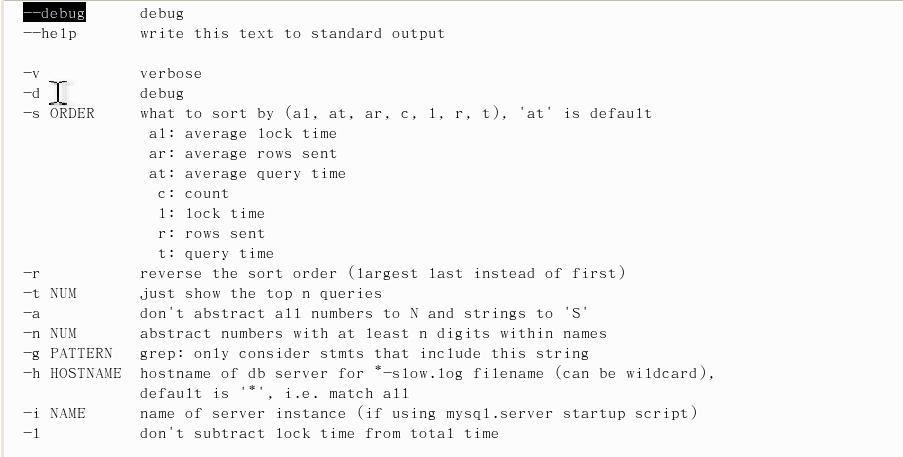 --debug      debug
--help       write this text to standard output

-v           verbose
-d           debug
-s ORDER     what to sort by (al, at, ar, c, l, r, t), 'at' is default
              al: average lock time
              ar: average rows sent
              at: average query time
               c: count
               l: lock time
               r: rows sent
               t: query time
-r           reverse the sort order (largest last instead of first)
-t NUM       just show the top n queries
-a           don't abstract all numbers to N and strings to 'S'
-n NUM       abstract numbers with at least n digits within names
-g PATTERN   grep: only consider stmts that include this string
-h HOSTNAME  hostname of db server for *-slow.log filename (can be wildcard),
             default is '*', i.e. match all
-i NAME      name of server instance (if using mysql.server startup script)
-l           don't subtract lock time from total time